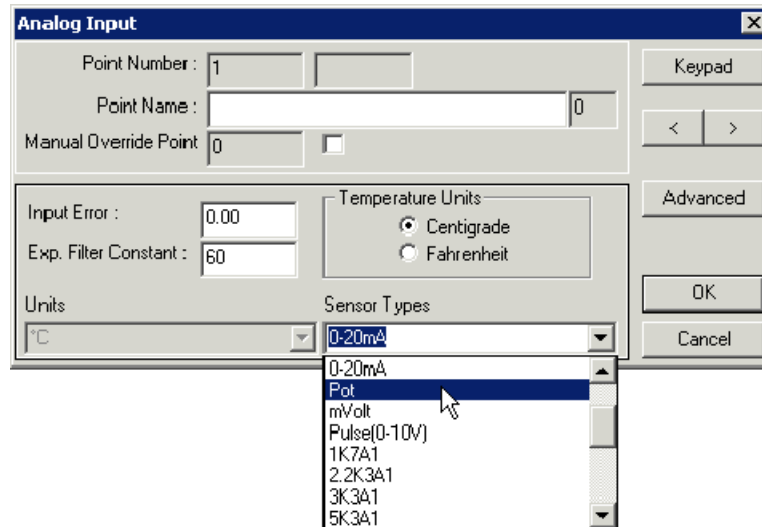 Analog Input
Point Number : 1
Keypad
Point Name : 0
< >
Manual Override Point 0
Advanced
Input Error : 0.00
Temperature Units
Centigrade
Exp. Filter Constant : 60
Fahrenheit
OK
Units
Sensor Types
°C
0-20mA
Cancel
0-20mA
Pot
mVolt
Pulse(0-10V)
1K7A1
2.2K3A1
3K3A1
5K3A1